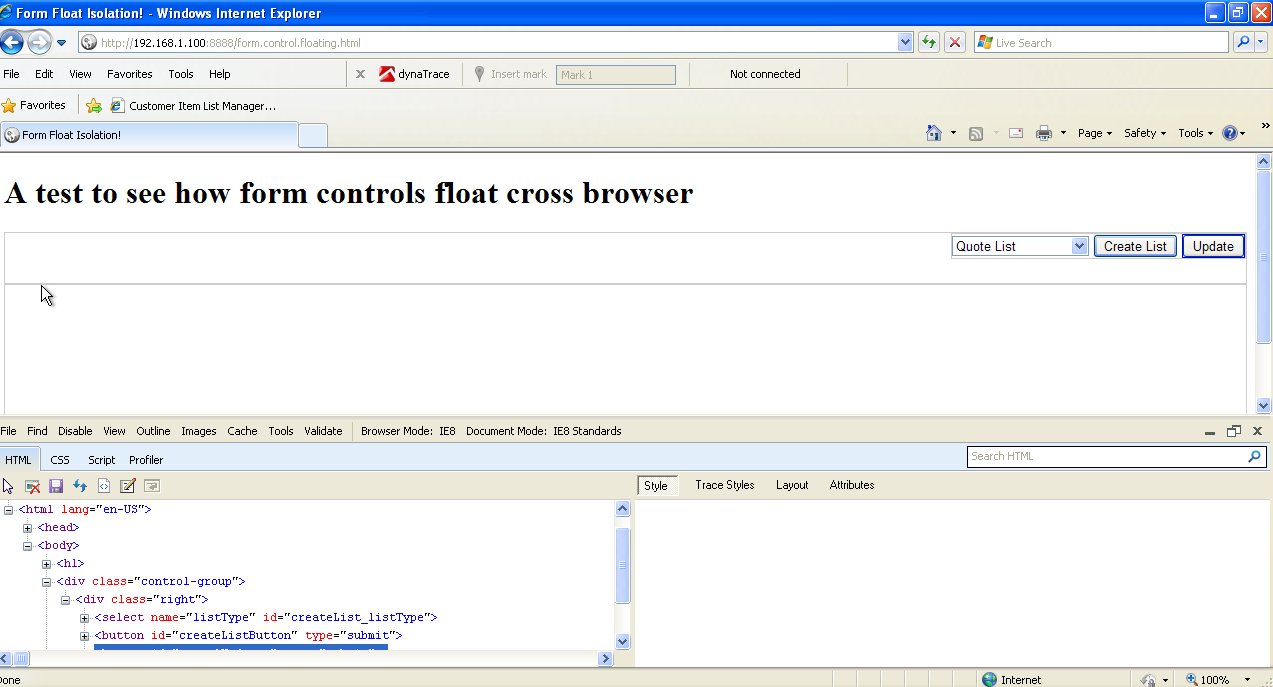 Form Float Isolation! - Windows Internet Explorer
http://192.168.1.100:8888/form.control.floating.html
Live Search
File Edit View Favorites Tools Help
dynaTrace Insert mark Mark 1 Not connected
Favorites Customer Item List Manager...
Form Float Isolation!
Page Safety Tools »
A test to see how form controls float cross browser
Quote List Create List Update
File Find Disable View Outline Images Cache Tools Validate Browser Mode: IE8 Document Mode: IE8 Standards
HTML CSS Script Profiler Search HTML
Style Trace Styles Layout Attributes
<html lang="en-US">
<head>
<body>
<h1>
<div class="control-group">
<div class="right">
<select name="listType" id="createList_listType">
<button id="createListButton" type="submit">
one Internet 100%